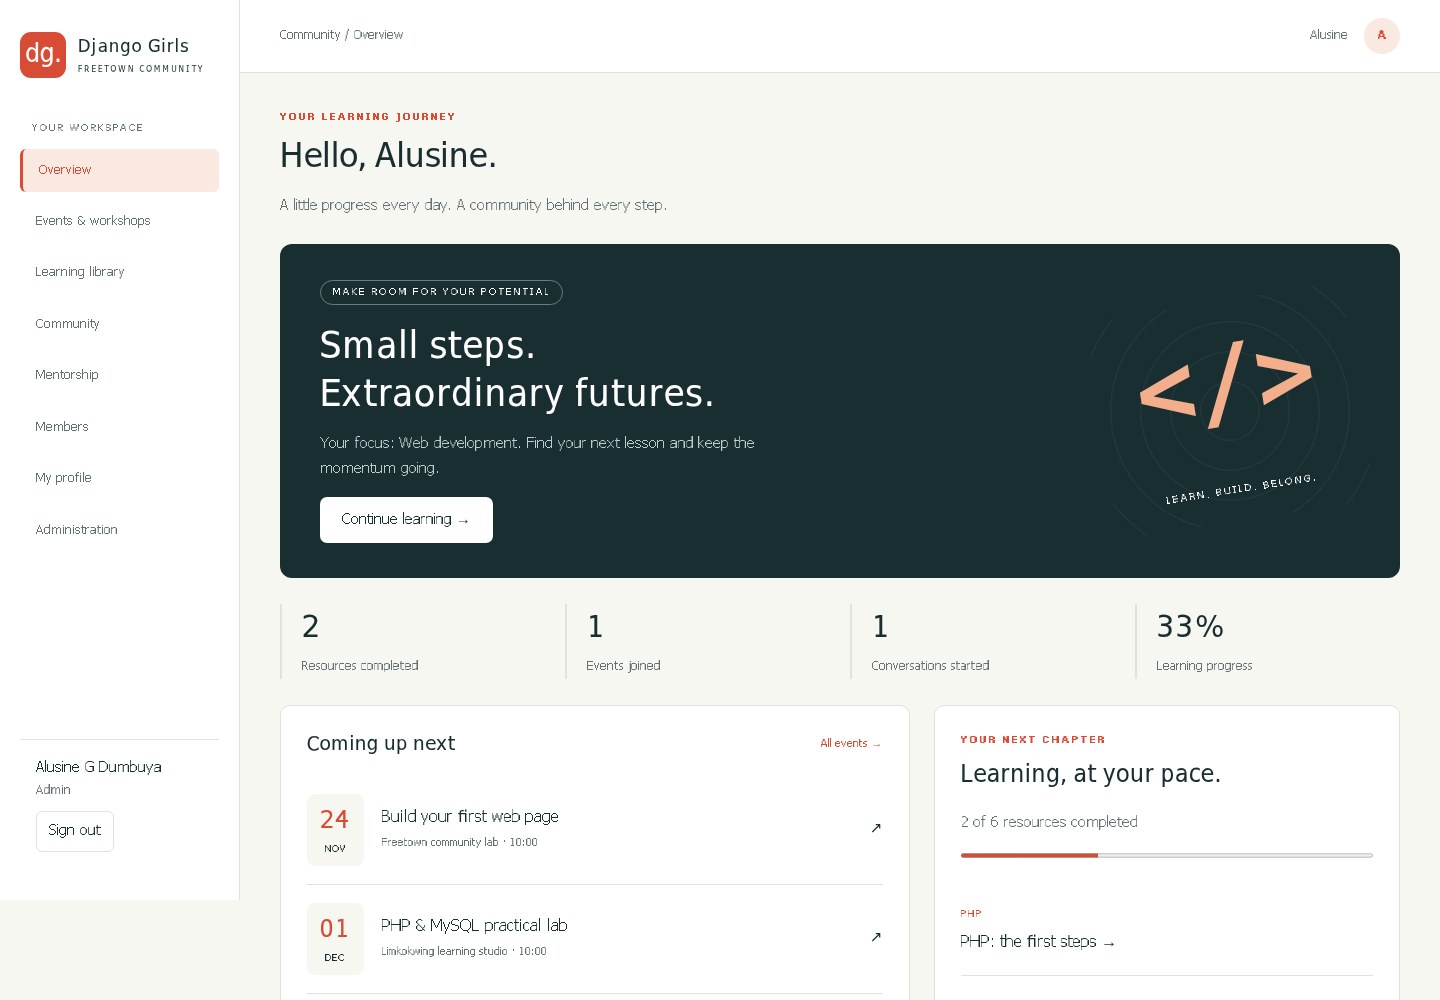 dg.
Django Girls
FREETOWN COMMUNITY
YOUR WORKSPACE
Overview
Events & workshops
Learning library
Community
Mentorship
Members
My profile
Administration
Alusine G Dumbuya
Admin
Sign out
Community / Overview
Alusine
A
YOUR LEARNING JOURNEY
Hello, Alusine.
A little progress every day. A community behind every step.
MAKE ROOM FOR YOUR POTENTIAL
Small steps.
Extraordinary futures.
Your focus: Web development. Find your next lesson and keep the
momentum going.
Continue learning →
</>
LEARN. BUILD. BELONG.
2
Resources completed
1
Events joined
1
Conversations started
33%
Learning progress
Coming up next
All events →
24
NOV
Build your first web page
Freetown community lab · 10:00
↗
01
DEC
PHP & MySQL practical lab
Limkokwing learning studio · 10:00
↗
YOUR NEXT CHAPTER
Learning, at your pace.
2 of 6 resources completed
PHP
PHP: the first steps →